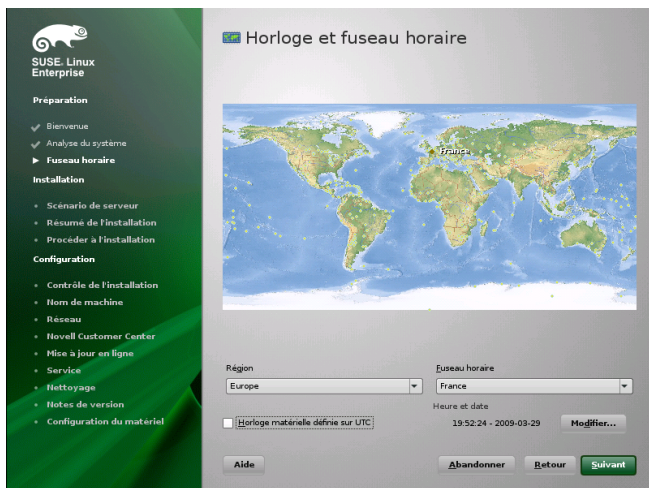 SUSE. Linux
Enterprise
Préparation
Bienvenue
Analyse du système
Fuseau horaire
Installation
Scénario de serveur
Résumé de l'installation
Procéder à l'installation
Configuration
Contrôle de l'installation
Nom de machine
Réseau
Novell Customer Center
Mise à jour en ligne
Service
Nettoyage
Notes de version
Configuration du matériel
Horloge et fuseau horaire
France
Région
Fuseau horaire
Europe
France
Horloge matérielle définie sur UTC
Heure et date
19:52:24 - 2009-03-29
Modifier...
Aide
Abandonner
Retour
Suivant